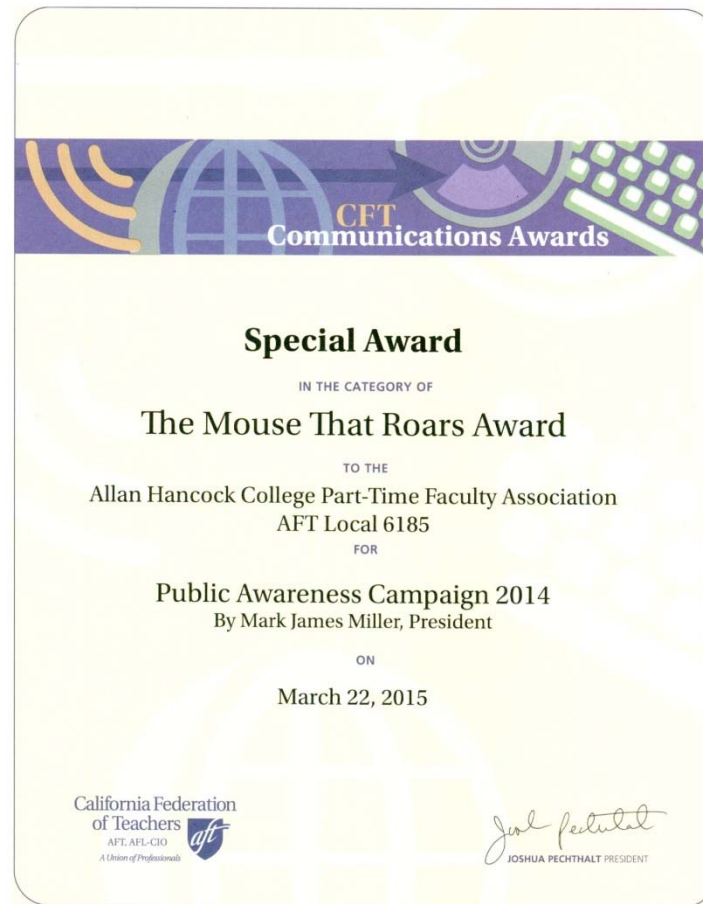 CFT
Communications Awards
Special Award
IN THE CATEGORY OF
The Mouse That Roars Award
TO THE
Allan Hancock College Part-Time Faculty Association
AFT Local 6185
FOR
Public Awareness Campaign 2014
By Mark James Miller, President
ON
March 22, 2015
California Federation
of Teachers
AFT, AFL-CIO
A Union of Professionals
aft
Josh Pechthalt
JOSHUA PECHTHALT PRESIDENT